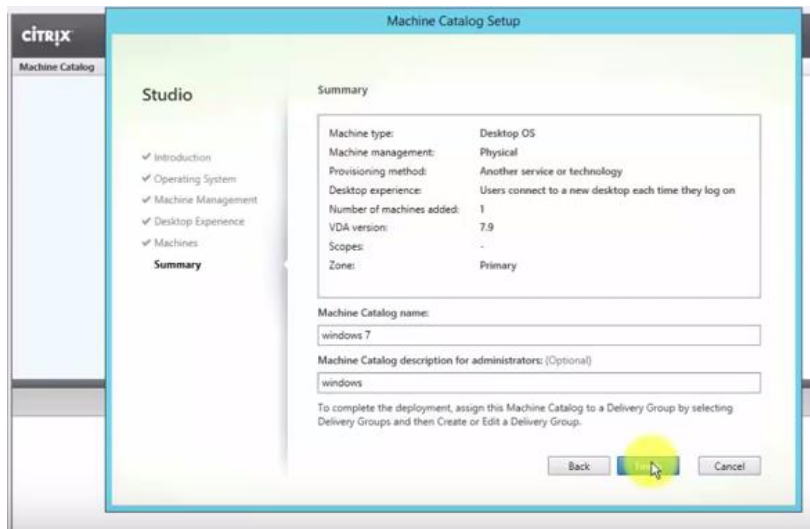 Machine Catalog Setup
CITRIX
Machine Catalog
Studio
✔ Introduction
✔ Operating System
✔ Machine Management
✔ Desktop Experience
✔ Machines
Summary
Summary
Machine type: Desktop OS
Machine management: Physical
Provisioning method: Another service or technology
Desktop experience: Users connect to a new desktop each time they log on
Number of machines added: 1
VDA version: 7.9
Scopes: -
Zone: Primary
Machine Catalog name:
windows 7
Machine Catalog description for administrators: (Optional)
windows
To complete the deployment, assign this Machine Catalog to a Delivery Group by selecting
Delivery Groups and then Create or Edit a Delivery Group.
Back Cancel